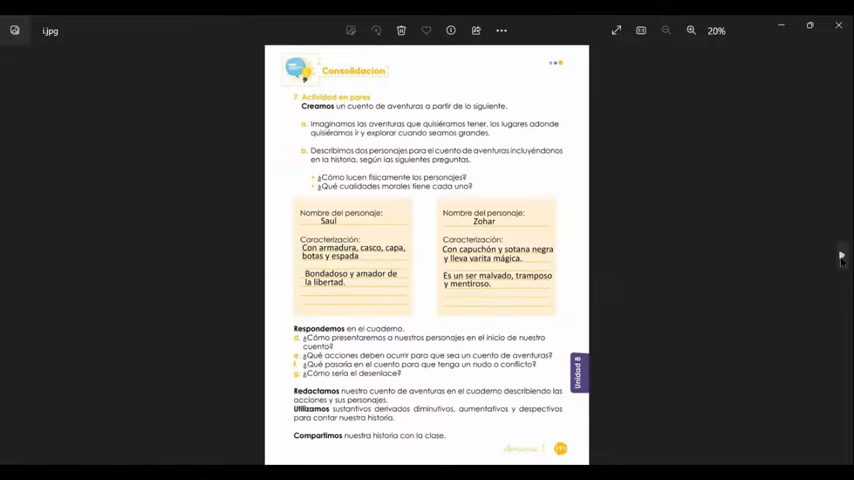 i.jpg
20%
Consolidación
7. Actividad en pares
Creamos un cuento de aventuras a partir de lo siguiente.
a. Imaginamos las aventuras que quisiéramos tener, los lugares adonde
quisiéramos ir y explorar cuando seamos grandes.
b. Describimos dos personajes para el cuento de aventuras incluyéndonos
en la historia, según las siguientes preguntas.
• ¿Cómo lucen físicamente los personajes?
• ¿Qué cualidades morales tiene cada uno?
Nombre del personaje:
Saul
Caracterización:
Con armadura, casco, capa,
botas y espada
Bondadoso y amador de
la libertad.
Nombre del personaje:
Zohar
Caracterización:
Con capuchón y sotana negra
y lleva varita mágica.
Es un ser malvado, tramposo
y mentiroso.
Respondemos en el cuaderno.
d. ¿Cómo presentaremos a nuestros personajes en el inicio de nuestro
cuento?
e. ¿Qué acciones deben ocurrir para que sea un cuento de aventuras?
f. ¿Qué pasaría en el cuento para que tenga un nudo o conflicto?
g. ¿Cómo sería el desenlace?
Unidad 8
Redactamos nuestro cuento de aventuras en el cuaderno describiendo las
acciones y sus personajes.
Utilizamos sustantivos derivados diminutivos, aumentativos y despectivos
para contar nuestra historia.
Compartimos nuestra historia con la clase.